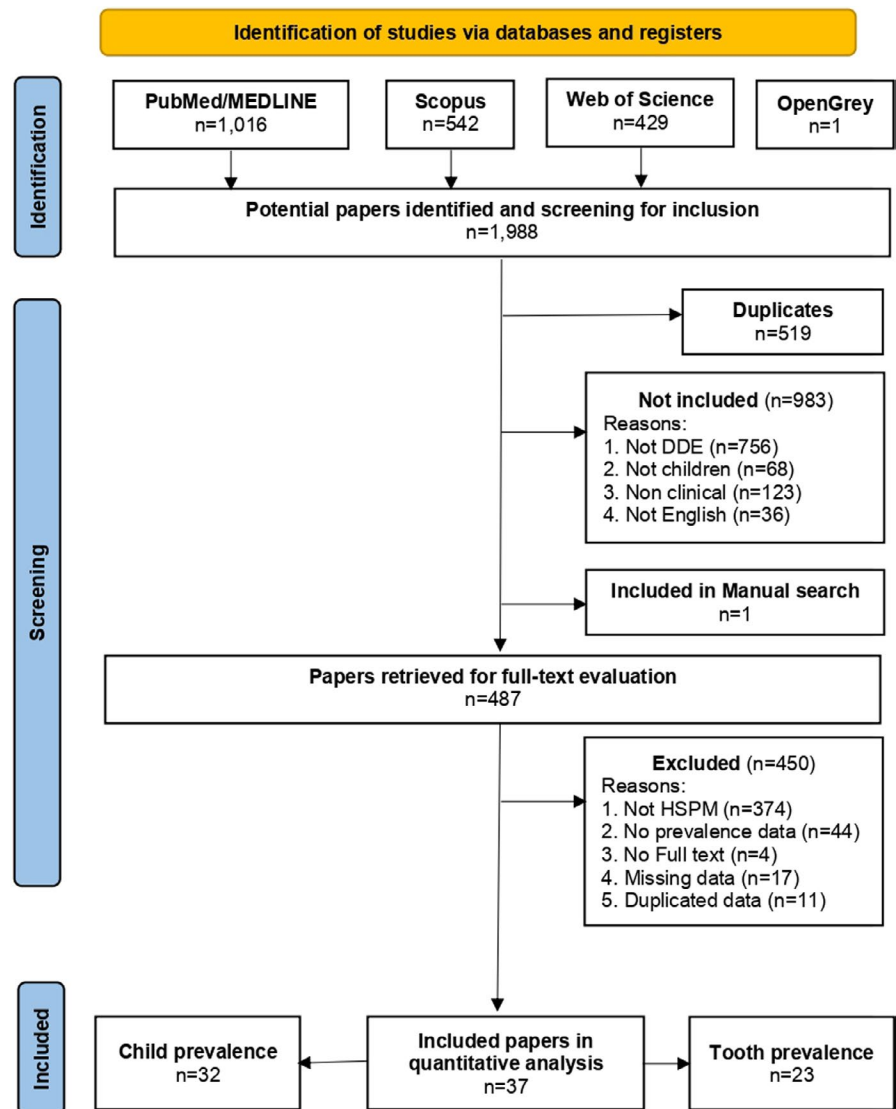 Identification of studies via databases and registers
Identification
PubMed/MEDLINE
n=1,016
Scopus
n=542
Web of Science
n=429
OpenGrey
n=1
Potential papers identified and screening for inclusion
n=1,988
Screening
Duplicates
n=519
Not included (n=983)
Reasons:
1. Not DDE (n=756)
2. Not children (n=68)
3. Non clinical (n=123)
4. Not English (n=36)
Included in Manual search
n=1
Papers retrieved for full-text evaluation
n=487
Excluded (n=450)
Reasons:
1. Not HSPM (n=374)
2. No prevalence data (n=44)
3. No Full text (n=4)
4. Missing data (n=17)
5. Duplicated data (n=11)
Included
Child prevalence
n=32
Included papers in
quantitative analysis
n=37
Tooth prevalence
n=23